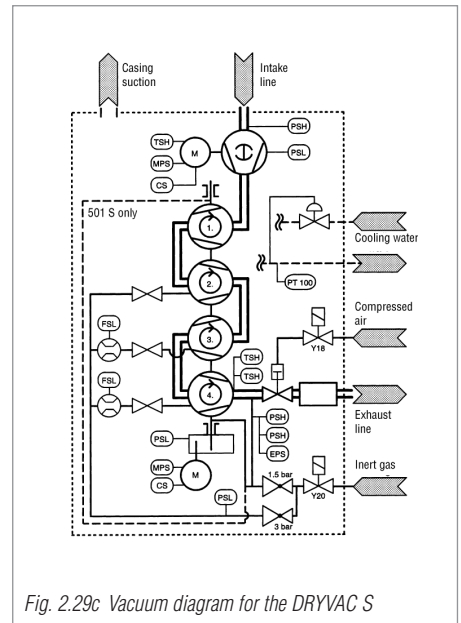 Casing
suction
Intake
line
PSH
TSH
M
MPS
PSL
CS
501 S only
1.
Cooling water
2.
PT 100
Compressed
air
FSL
3.
Y18
TSH
FSL
TSH
4.
PSH
Exhaust
line
PSL
PSH
EPS
Inert gas
MPS
M
1.5 bar
CS
PSL
Y20
3 bar
Fig. 2.29c Vacuum diagram for the DRYVAC S